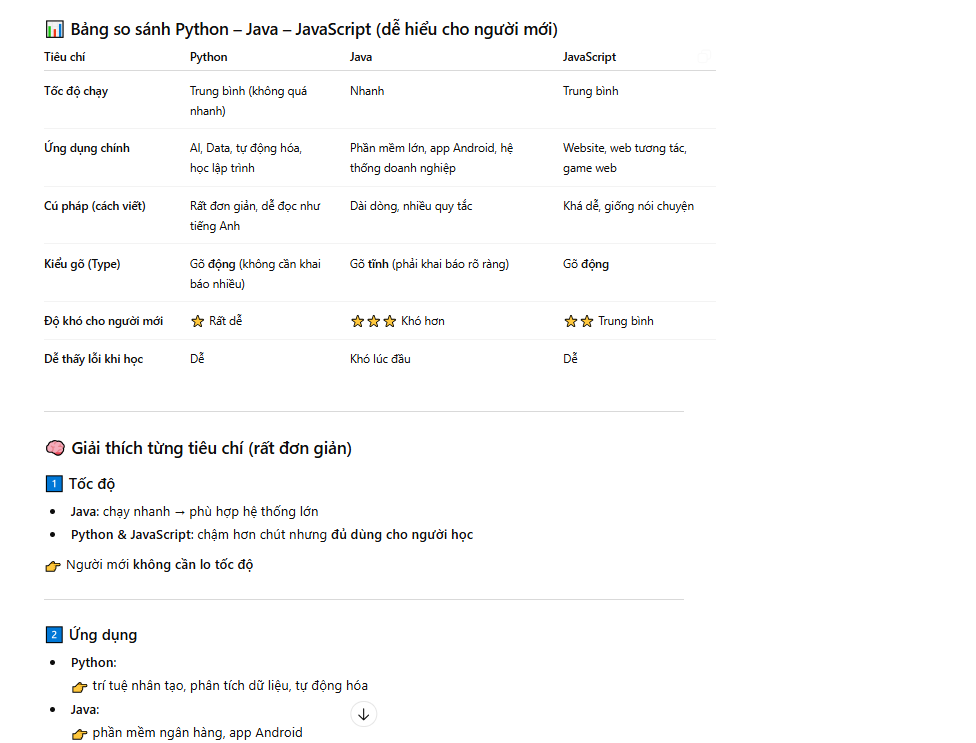 📊 Bảng so sánh Python – Java – JavaScript (dễ hiểu cho người mới)
Tiêu chí Python Java JavaScript
Tốc độ chạy Trung bình (không quá nhanh) Nhanh Trung bình
Ứng dụng chính AI, Data, tự động hóa, học lập trình Phần mềm lớn, app Android, hệ thống doanh nghiệp Website, web tương tác, game web
Cú pháp (cách viết) Rất đơn giản, dễ đọc như tiếng Anh Dài dòng, nhiều quy tắc Khá dễ, giống nói chuyện
Kiểu gõ (Type) Gõ động (không cần khai báo nhiều) Gõ tĩnh (phải khai báo rõ ràng) Gõ động
Độ khó cho người mới ⭐ Rất dễ ⭐⭐⭐ Khó hơn ⭐⭐ Trung bình
Dễ thấy lỗi khi học Dễ Khó lúc đầu Dễ
🧠 Giải thích từng tiêu chí (rất đơn giản)
1️⃣ Tốc độ
• Java: chạy nhanh → phù hợp hệ thống lớn
• Python & JavaScript: chậm hơn chút nhưng đủ dùng cho người học
👉 Người mới không cần lo tốc độ
2️⃣ Ứng dụng
• Python:
👉 trí tuệ nhân tạo, phân tích dữ liệu, tự động hóa
• Java:
👉 phần mềm ngân hàng, app Android